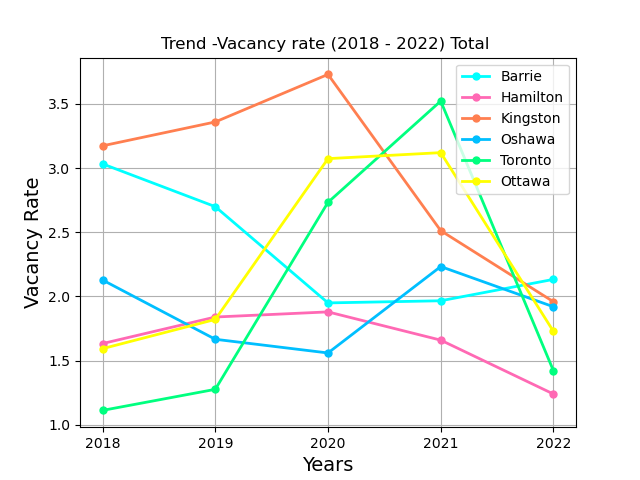 Trend -Vacancy rate (2018 - 2022) Total
Barrie
Hamilton
Kingston
Oshawa
Toronto
Ottawa
Vacancy Rate
3.5
3.0
2.5
2.0
1.5
1.0
2018 2019 2020 2021 2022
Years